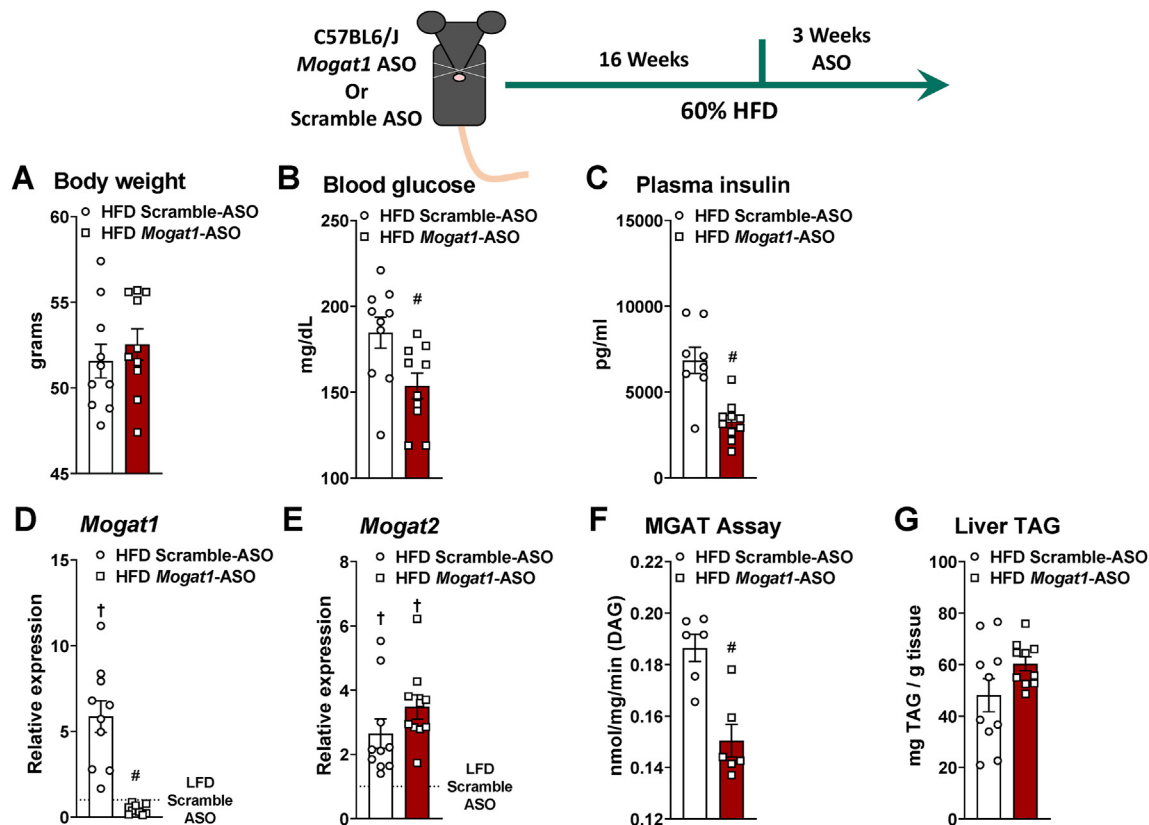 C57BL6/J
Mogat1 ASO
Or
Scramble ASO
16 Weeks
3 Weeks
ASO
60% HFD
A Body weight
HFD Scramble-ASO
HFD Mogat1-ASO
grams
60
55
50
45
B Blood glucose
HFD Scramble-ASO
HFD Mogat1-ASO
mg/dL
250
200
150
100
#
C Plasma insulin
HFD Scramble-ASO
HFD Mogat1-ASO
pg/ml
15000
10000
5000
0
#
D Mogat1
HFD Scramble-ASO
HFD Mogat1-ASO
Relative expression
15
10
5
0
†
#
LFD
Scramble
ASO
E Mogat2
HFD Scramble-ASO
HFD Mogat1-ASO
Relative expression
8
6
4
2
0
†
†
LFD
Scramble
ASO
F MGAT Assay
HFD Scramble-ASO
HFD Mogat1-ASO
nmol/mg/min (DAG)
0.22
0.20
0.18
0.16
0.14
0.12
#
G Liver TAG
HFD Scramble-ASO
HFD Mogat1-ASO
mg TAG / g tissue
100
80
60
40
20
0